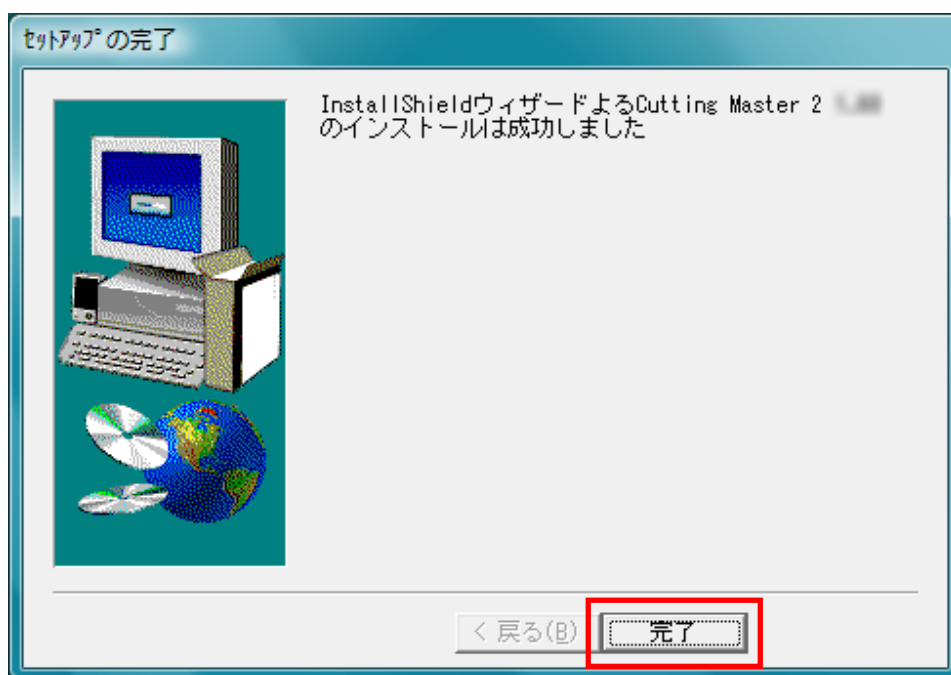 ｾｯﾄｱｯﾌﾟの完了
InstallShieldウィザードよるCutting Master 2
のインストールは成功しました
< 戻る(B)
完了